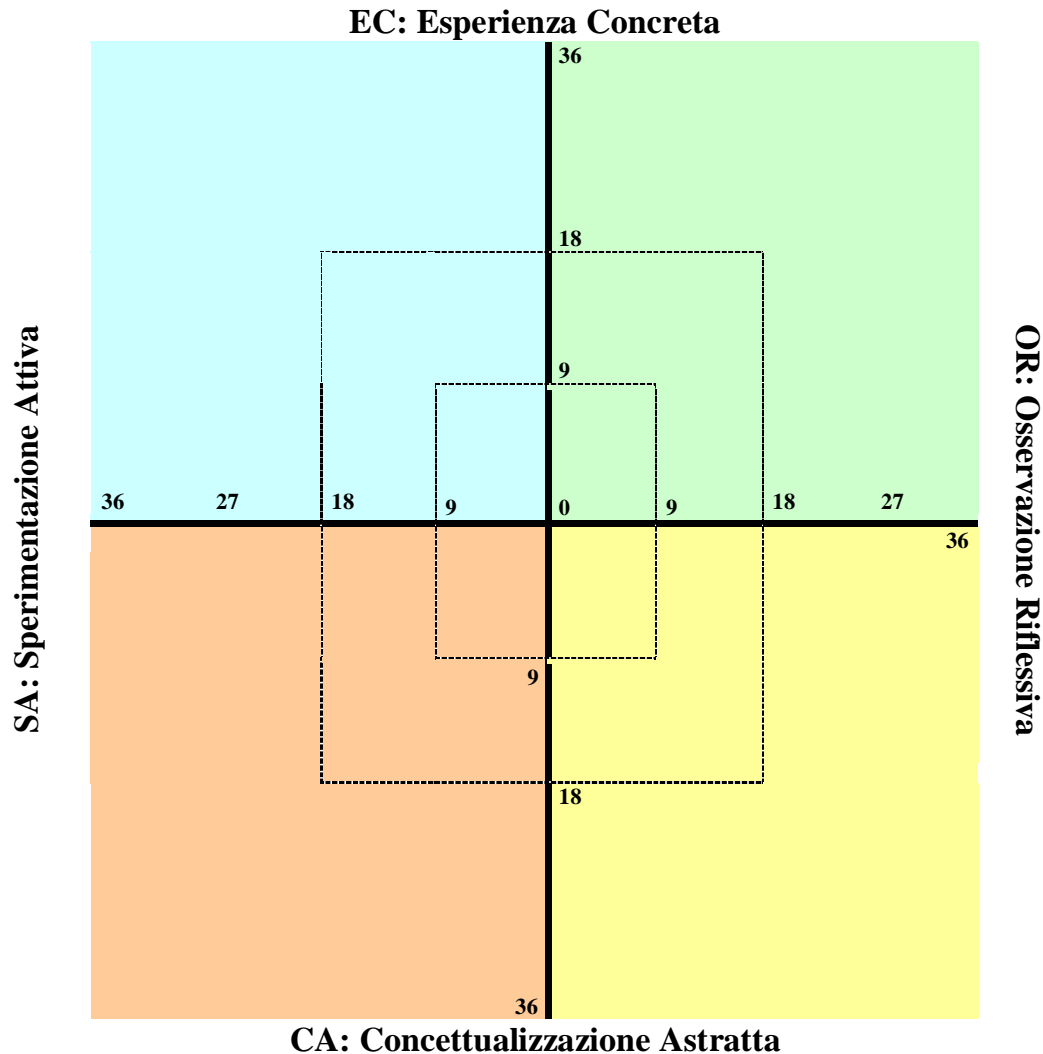 EC: Esperienza Concreta
36
18
9
36 27 18 9 0 9 18 27
36
9
18
36
SA: Sperimentazione Attiva
OR: Osservazione Riflessiva
CA: Concettualizzazione Astratta